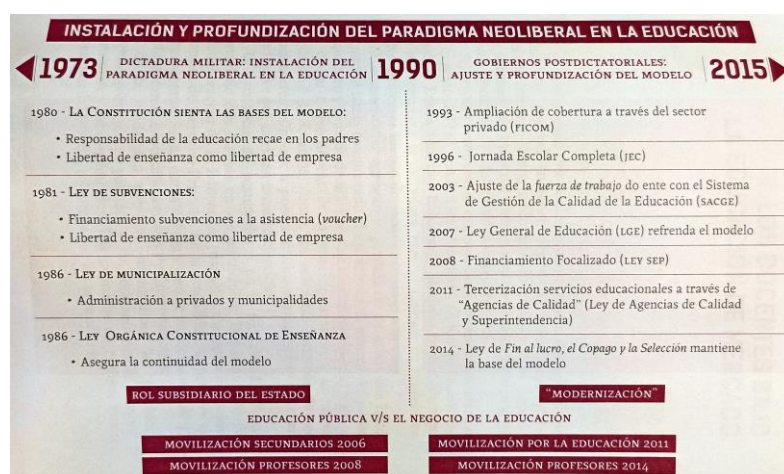 INSTALACIÓN Y PROFUNDIZACIÓN DEL PARADIGMA NEOLIBERAL EN LA EDUCACIÓN
1973
DICTADURA MILITAR: INSTALACIÓN DEL
PARADIGMA NEOLIBERAL EN LA EDUCACIÓN
1990
GOBIERNOS POSTDICTATORIALES:
AJUSTE Y PROFUNDIZACIÓN DEL MODELO
2015
1980 - LA CONSTITUCIÓN SIENTA LAS BASES DEL MODELO:
• Responsabilidad de la educación recae en los padres
• Libertad de enseñanza como libertad de empresa
1981 - LEY DE SUBVENCIONES:
• Financiamiento subvenciones a la asistencia (voucher)
• Libertad de enseñanza como libertad de empresa
1986 - LEY DE MUNICIPALIZACIÓN
• Administración a privados y municipalidades
1986 - LEY ORGÁNICA CONSTITUCIONAL DE ENSEÑANZA
• Asegura la continuidad del modelo
ROL SUBSIDIARIO DEL ESTADO
1993 - Ampliación de cobertura a través del sector
privado (FICOM)
1996 - Jornada Escolar Completa (JEC)
2003 - Ajuste de la fuerza de trabajo do ente con el Sistema
de Gestión de la Calidad de la Educación (SACGE)
2007 - Ley General de Educación (LGE) refrenda el modelo
2008 - Financiamiento Focalizado (LEY SEP)
2011 - Tercerización servicios educacionales a través de
"Agencias de Calidad" (Ley de Agencias de Calidad
y Superintendencia)
2014 - Ley de Fin al lucro, el Copago y la Selección mantiene
la base del modelo
"MODERNIZACIÓN"
EDUCACIÓN PÚBLICA V/S EL NEGOCIO DE LA EDUCACIÓN
MOVILIZACIÓN SECUNDARIOS 2006
MOVILIZACIÓN POR LA EDUCACIÓN 2011
MOVILIZACIÓN PROFESORES 2008
MOVILIZACIÓN PROFESORES 2014